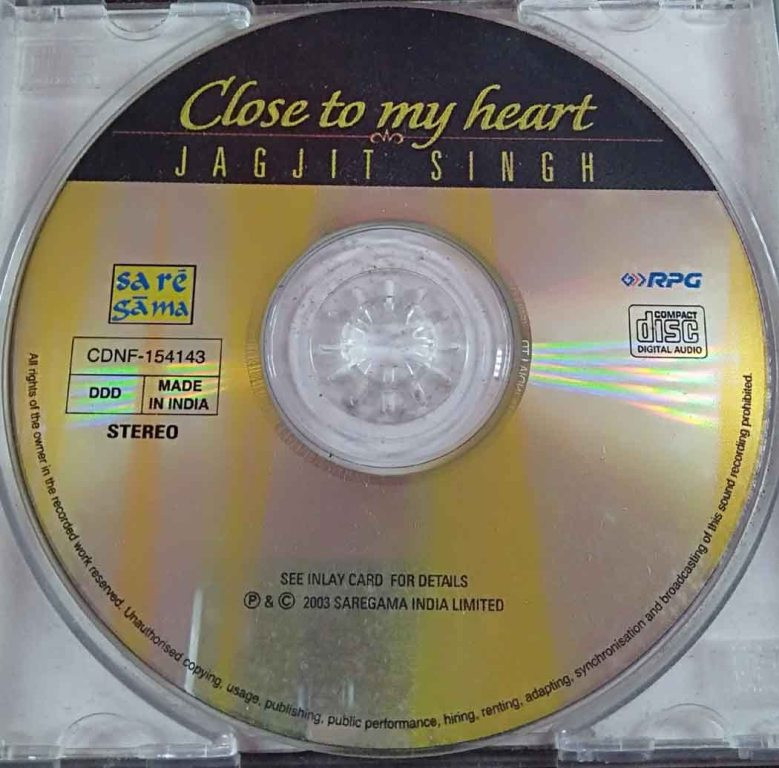 Close to my heart
JAGJIT SINGH
sa rē
gāma
RPG
COMPACT
disc
DIGITAL AUDIO
CDNF-154143
DDD
MADE
IN INDIA
STEREO
SEE INLAY CARD FOR DETAILS
Ⓟ & © 2003 SAREGAMA INDIA LIMITED
All rights of the owner in the recorded work reserved. Unauthorised copying, usage, publishing, public performance, hiring, renting, adapting, synchronisation and broadcasting of this sound recording prohibited.